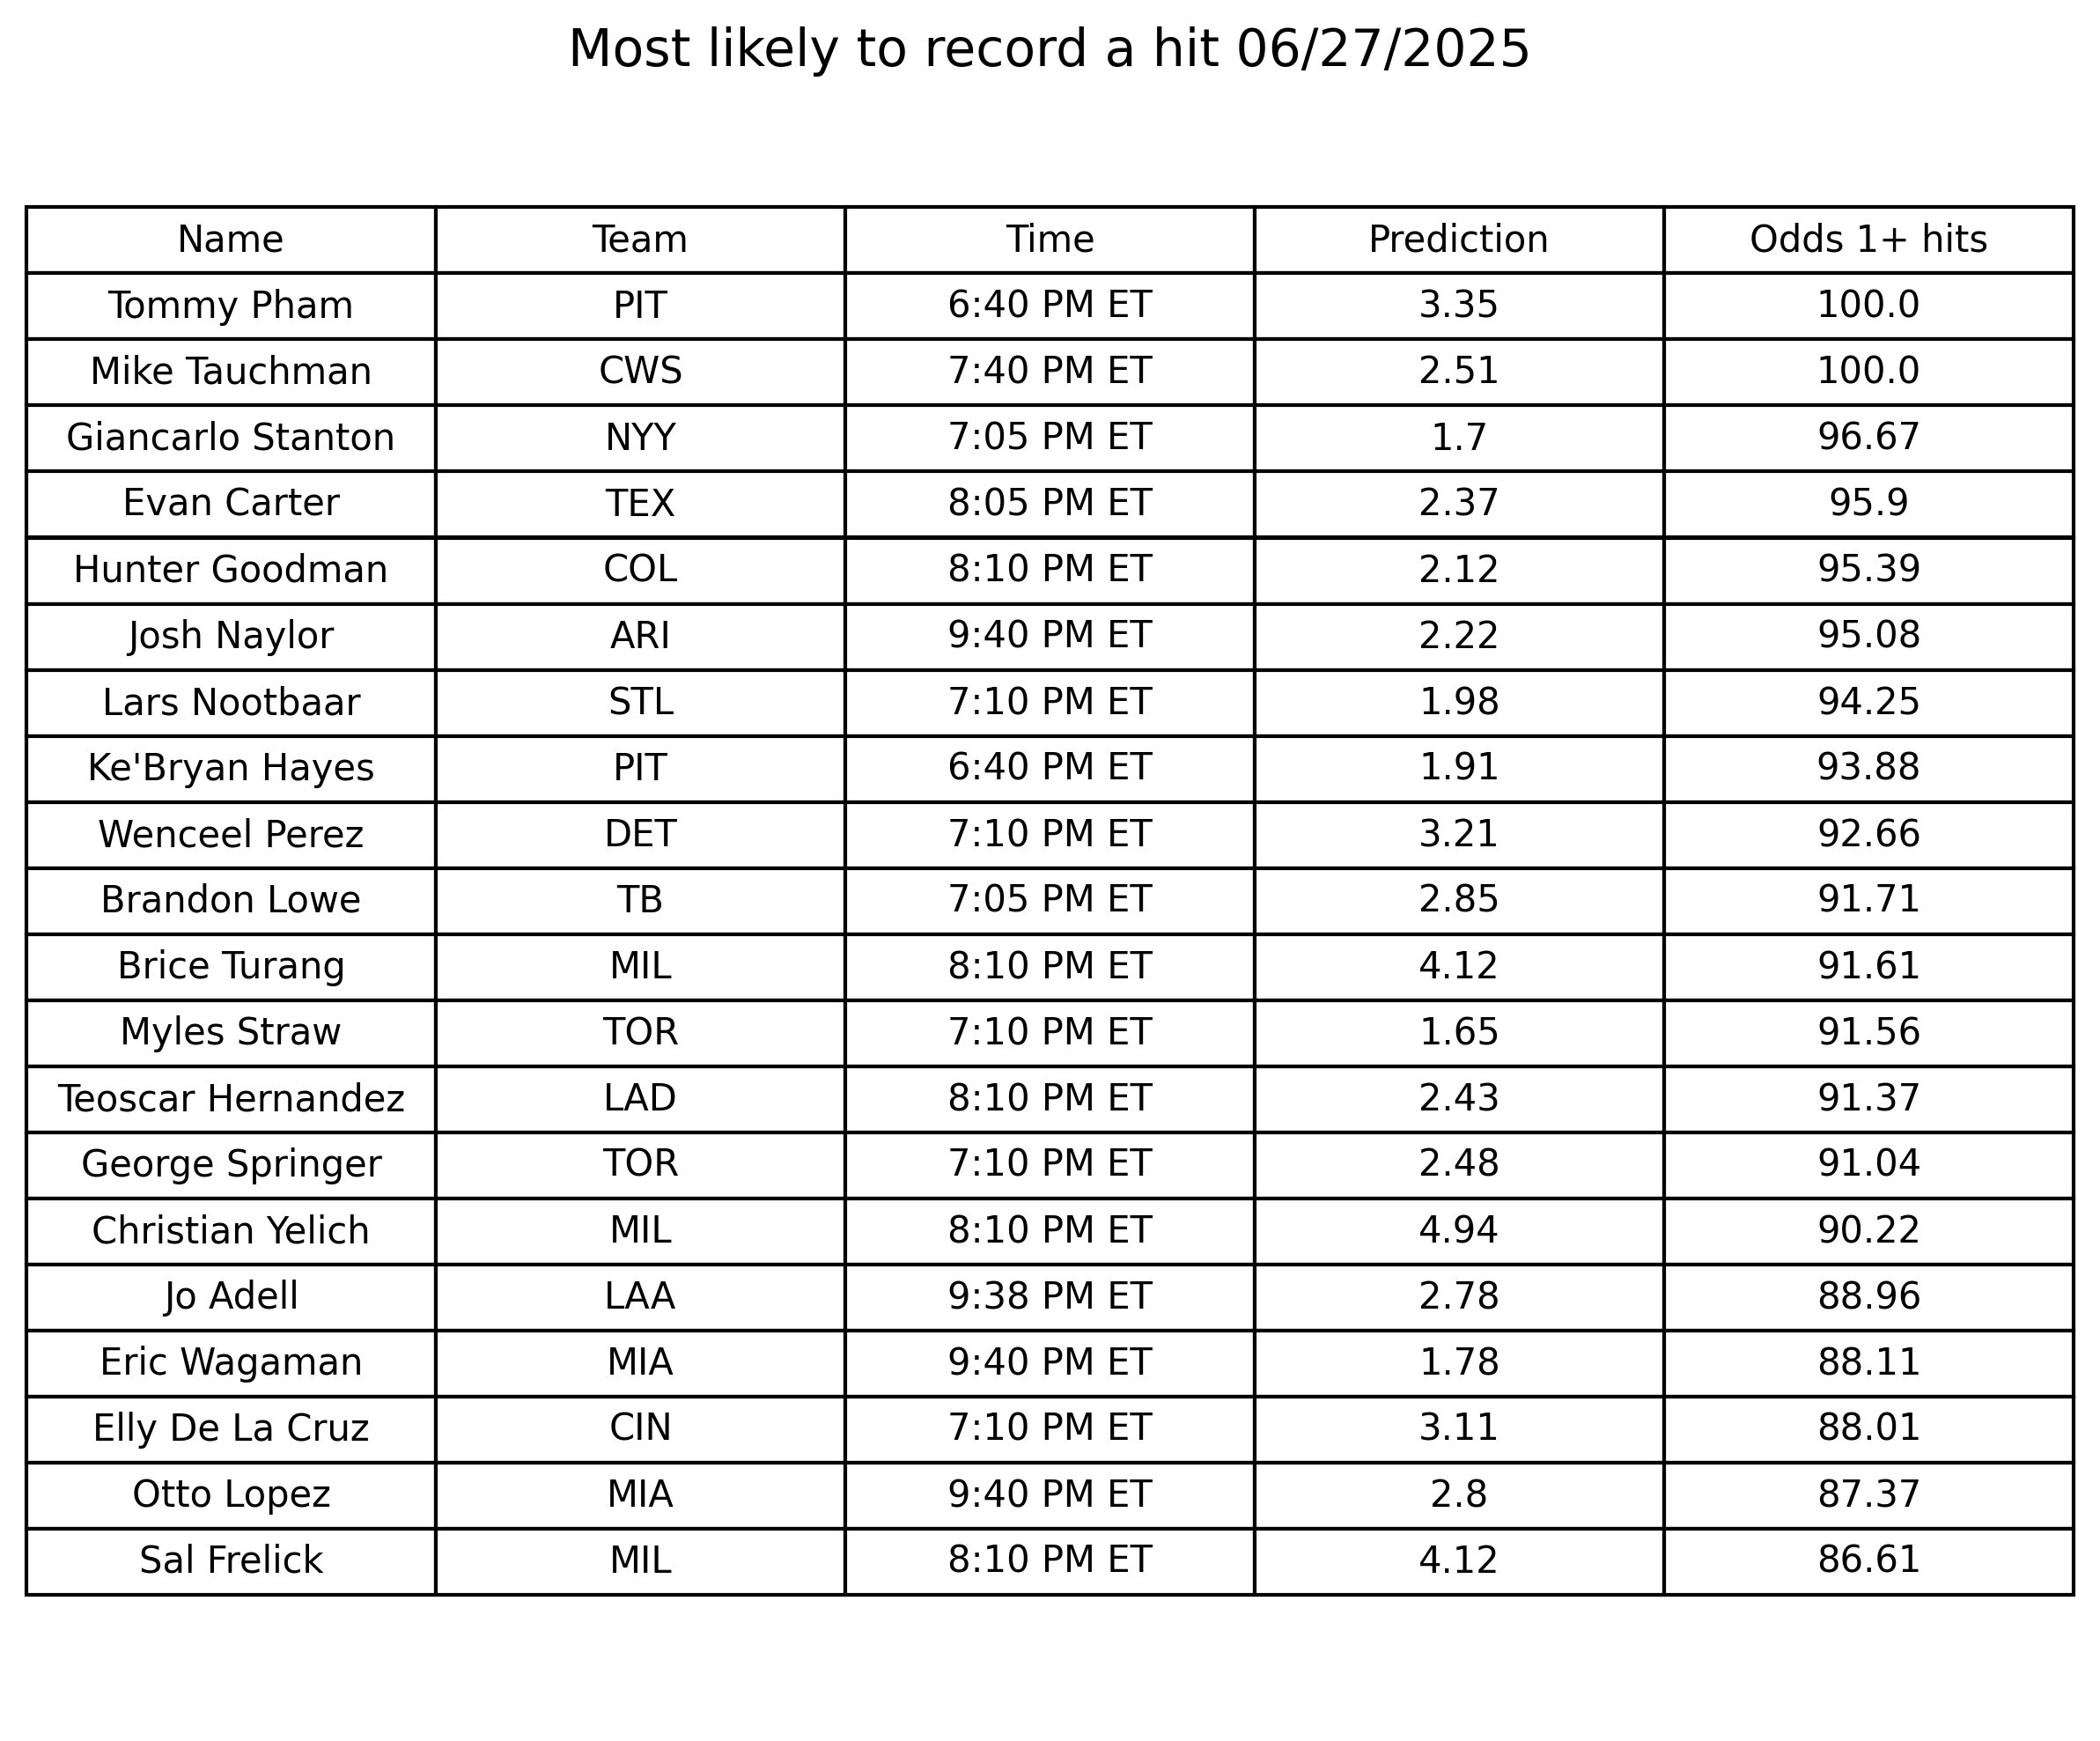 Most likely to record a hit 06/27/2025
Name Team Time Prediction Odds 1+ hits
Tommy Pham PIT 6:40 PM ET 3.35 100.0
Mike Tauchman CWS 7:40 PM ET 2.51 100.0
Giancarlo Stanton NYY 7:05 PM ET 1.7 96.67
Evan Carter TEX 8:05 PM ET 2.37 95.9
Hunter Goodman COL 8:10 PM ET 2.12 95.39
Josh Naylor ARI 9:40 PM ET 2.22 95.08
Lars Nootbaar STL 7:10 PM ET 1.98 94.25
Ke'Bryan Hayes PIT 6:40 PM ET 1.91 93.88
Wenceel Perez DET 7:10 PM ET 3.21 92.66
Brandon Lowe TB 7:05 PM ET 2.85 91.71
Brice Turang MIL 8:10 PM ET 4.12 91.61
Myles Straw TOR 7:10 PM ET 1.65 91.56
Teoscar Hernandez LAD 8:10 PM ET 2.43 91.37
George Springer TOR 7:10 PM ET 2.48 91.04
Christian Yelich MIL 8:10 PM ET 4.94 90.22
Jo Adell LAA 9:38 PM ET 2.78 88.96
Eric Wagaman MIA 9:40 PM ET 1.78 88.11
Elly De La Cruz CIN 7:10 PM ET 3.11 88.01
Otto Lopez MIA 9:40 PM ET 2.8 87.37
Sal Frelick MIL 8:10 PM ET 4.12 86.61